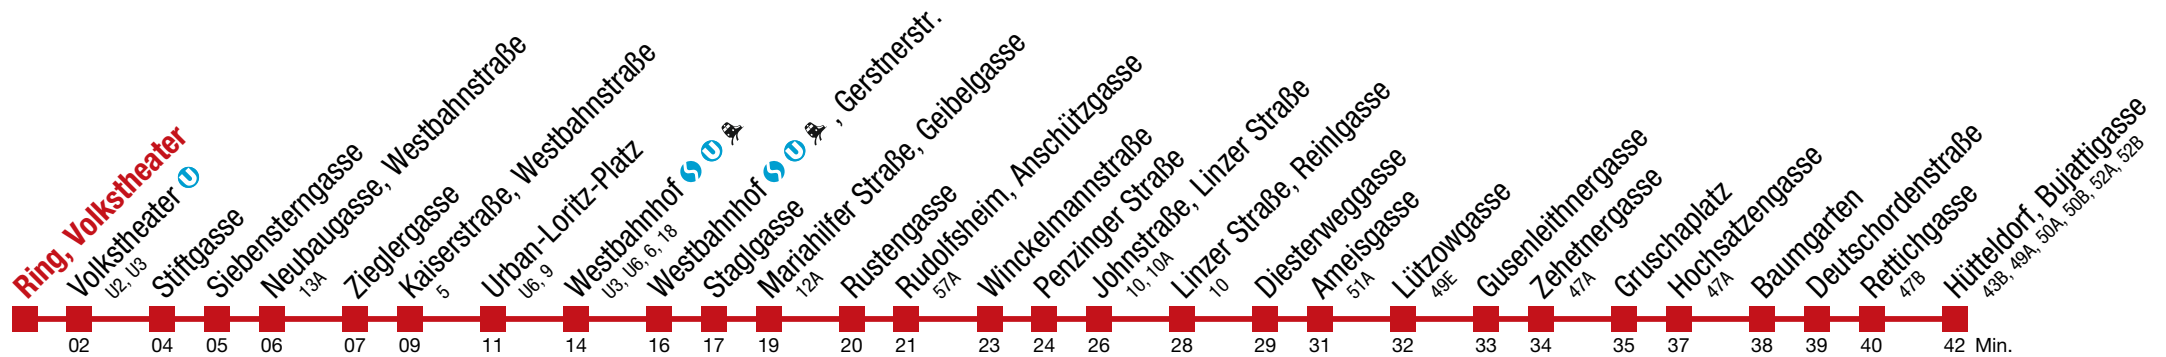 Ring, Volkstheater
Volkstheater U
U2, U3
Stiftgasse
Siebensterngasse
Neubaugasse, Westbahnstraße
13A
Zieglergasse
Kaiserstraße, Westbahnstraße
5
Urban-Loritz-Platz
U6, 9
Westbahnhof S U
U3, U6, 6, 18
Westbahnhof S U , Gerstnerstr.
Staglgasse
Mariahilfer Straße, Geibelgasse
12A
Rustengasse
Rudolfsheim, Anschützgasse
57A
Winckelmannstraße
Penzinger Straße
Johnstraße, Linzer Straße
10, 10A
Linzer Straße, Reinlgasse
10
Diesterweggasse
Ameisgasse
51A
Lützowgasse
49E
Gusenleithnergasse
Zehetnergasse
47A
Gruschaplatz
Hochsatzengasse
47A
Baumgarten
Deutschordenstraße
Rettichgasse
47B
Hütteldorf, Bujattigasse
43B, 49A, 50A, 50B, 52A, 52B
02 04 05 06 07 09 11 14 16 17 19 20 21 23 24 26 28 29 31 32 33 34 35 37 38 39 40 42 Min.